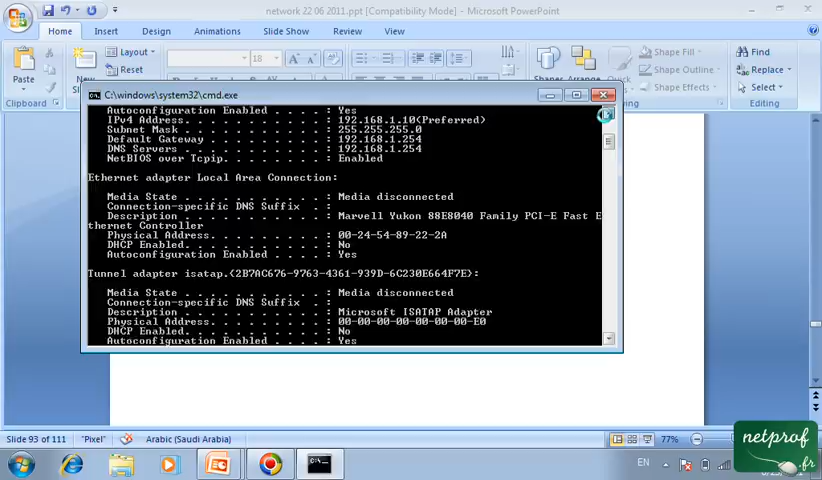 network 22 06 2011.ppt [Compatibility Mode] - Microsoft PowerPoint
Home Insert Design Animations Slide Show Review View
Layout
Reset
18
Paste
New
Shapes
Arrange
Shape Fill
Shape Outline
Shape Effects
Find
Replace
Select
Clipboard
Editing
C:\windows\system32\cmd.exe
Autoconfiguration Enabled . . . . : Yes
IPv4 Address. . . . . . . . . . . : 192.168.1.10(Preferred)
Subnet Mask . . . . . . . . . . . : 255.255.255.0
Default Gateway . . . . . . . . . : 192.168.1.254
DNS Servers . . . . . . . . . . . : 192.168.1.254
NetBIOS over Tcpip. . . . . . . . : Enabled
Ethernet adapter Local Area Connection:
Media State . . . . . . . . . . . : Media disconnected
Connection-specific DNS Suffix  . :
Description . . . . . . . . . . . : Marvell Yukon 88E8040 Family PCI-E Fast E
thernet Controller
Physical Address. . . . . . . . . : 00-24-54-89-22-2A
DHCP Enabled. . . . . . . . . . . : No
Autoconfiguration Enabled . . . . : Yes
Tunnel adapter isatap.{2B7AC676-9763-4361-939D-6C230E664F7E}:
Media State . . . . . . . . . . . : Media disconnected
Connection-specific DNS Suffix  . :
Description . . . . . . . . . . . : Microsoft ISATAP Adapter
Physical Address. . . . . . . . . : 00-00-00-00-00-00-00-E0
DHCP Enabled. . . . . . . . . . . : No
Autoconfiguration Enabled . . . . : Yes
Slide 93 of 111 "Pixel" Arabic (Saudi Arabia) 77%
EN
netprof
.fr